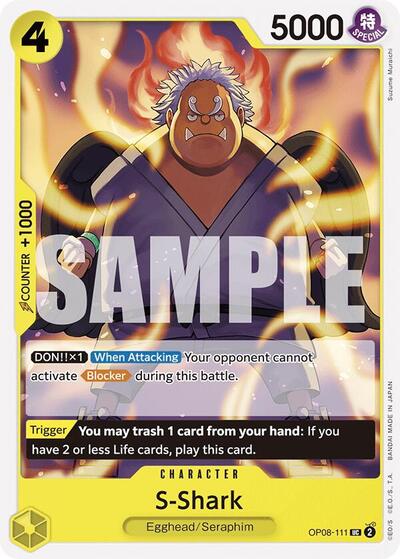 4
5000
特
SPECIAL
Suzume Muraichi
COUNTER +1000
SAMPLE
DON!!×1 When Attacking Your opponent cannot
activate Blocker during this battle.
Trigger You may trash 1 card from your hand: If you
have 2 or less Life cards, play this card.
CHARACTER
S-Shark
Egghead/Seraphim
OP08-111 UC 2
©E.O/S ©E.O./S., T.A. BANDAI MADE IN JAPAN